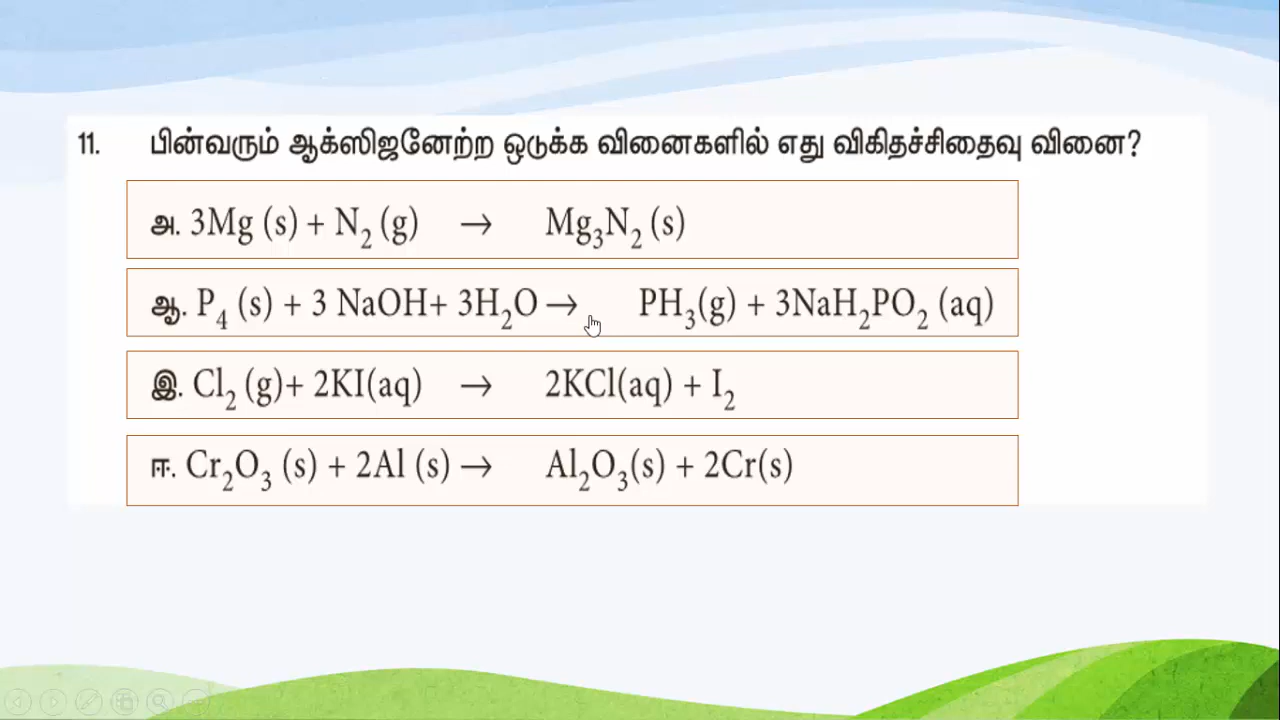 11. பின்வரும் ஆக்ஸிஜனேற்ற ஒடுக்க வினைகளில் எது விகிதச்சிதைவு வினை?
அ. 3Mg (s) + N₂ (g) → Mg₃N₂ (s)
ஆ. P₄ (s) + 3 NaOH+ 3H₂O → PH₃(g) + 3NaH₂PO₂ (aq)
இ. Cl₂ (g)+ 2KI(aq) → 2KCl(aq) + I₂
ஈ. Cr₂O₃ (s) + 2Al (s) → Al₂O₃(s) + 2Cr(s)